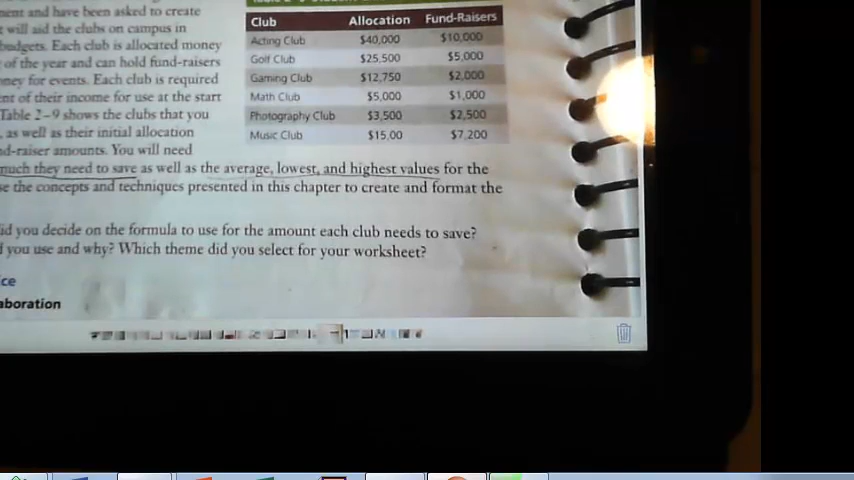 ment and have been asked to create
will aid the clubs on campus in
budgets. Each club is allocated money
of the year and can hold fund-raisers
ney for events. Each club is required
nt of their income for use at the start
Table 2–9 shows the clubs that you
, as well as their initial allocation
nd-raiser amounts. You will need
much they need to save as well as the average, lowest, and highest values for the
se the concepts and techniques presented in this chapter to create and format the
id you decide on the formula to use for the amount each club needs to save?
you use and why? Which theme did you select for your worksheet?
ce
aboration
Club Allocation Fund-Raisers
Acting Club $40,000 $10,000
Golf Club $25,500 $5,000
Gaming Club $12,750 $2,000
Math Club $5,000 $1,000
Photography Club $3,500 $2,500
Music Club $15,00 $7,200